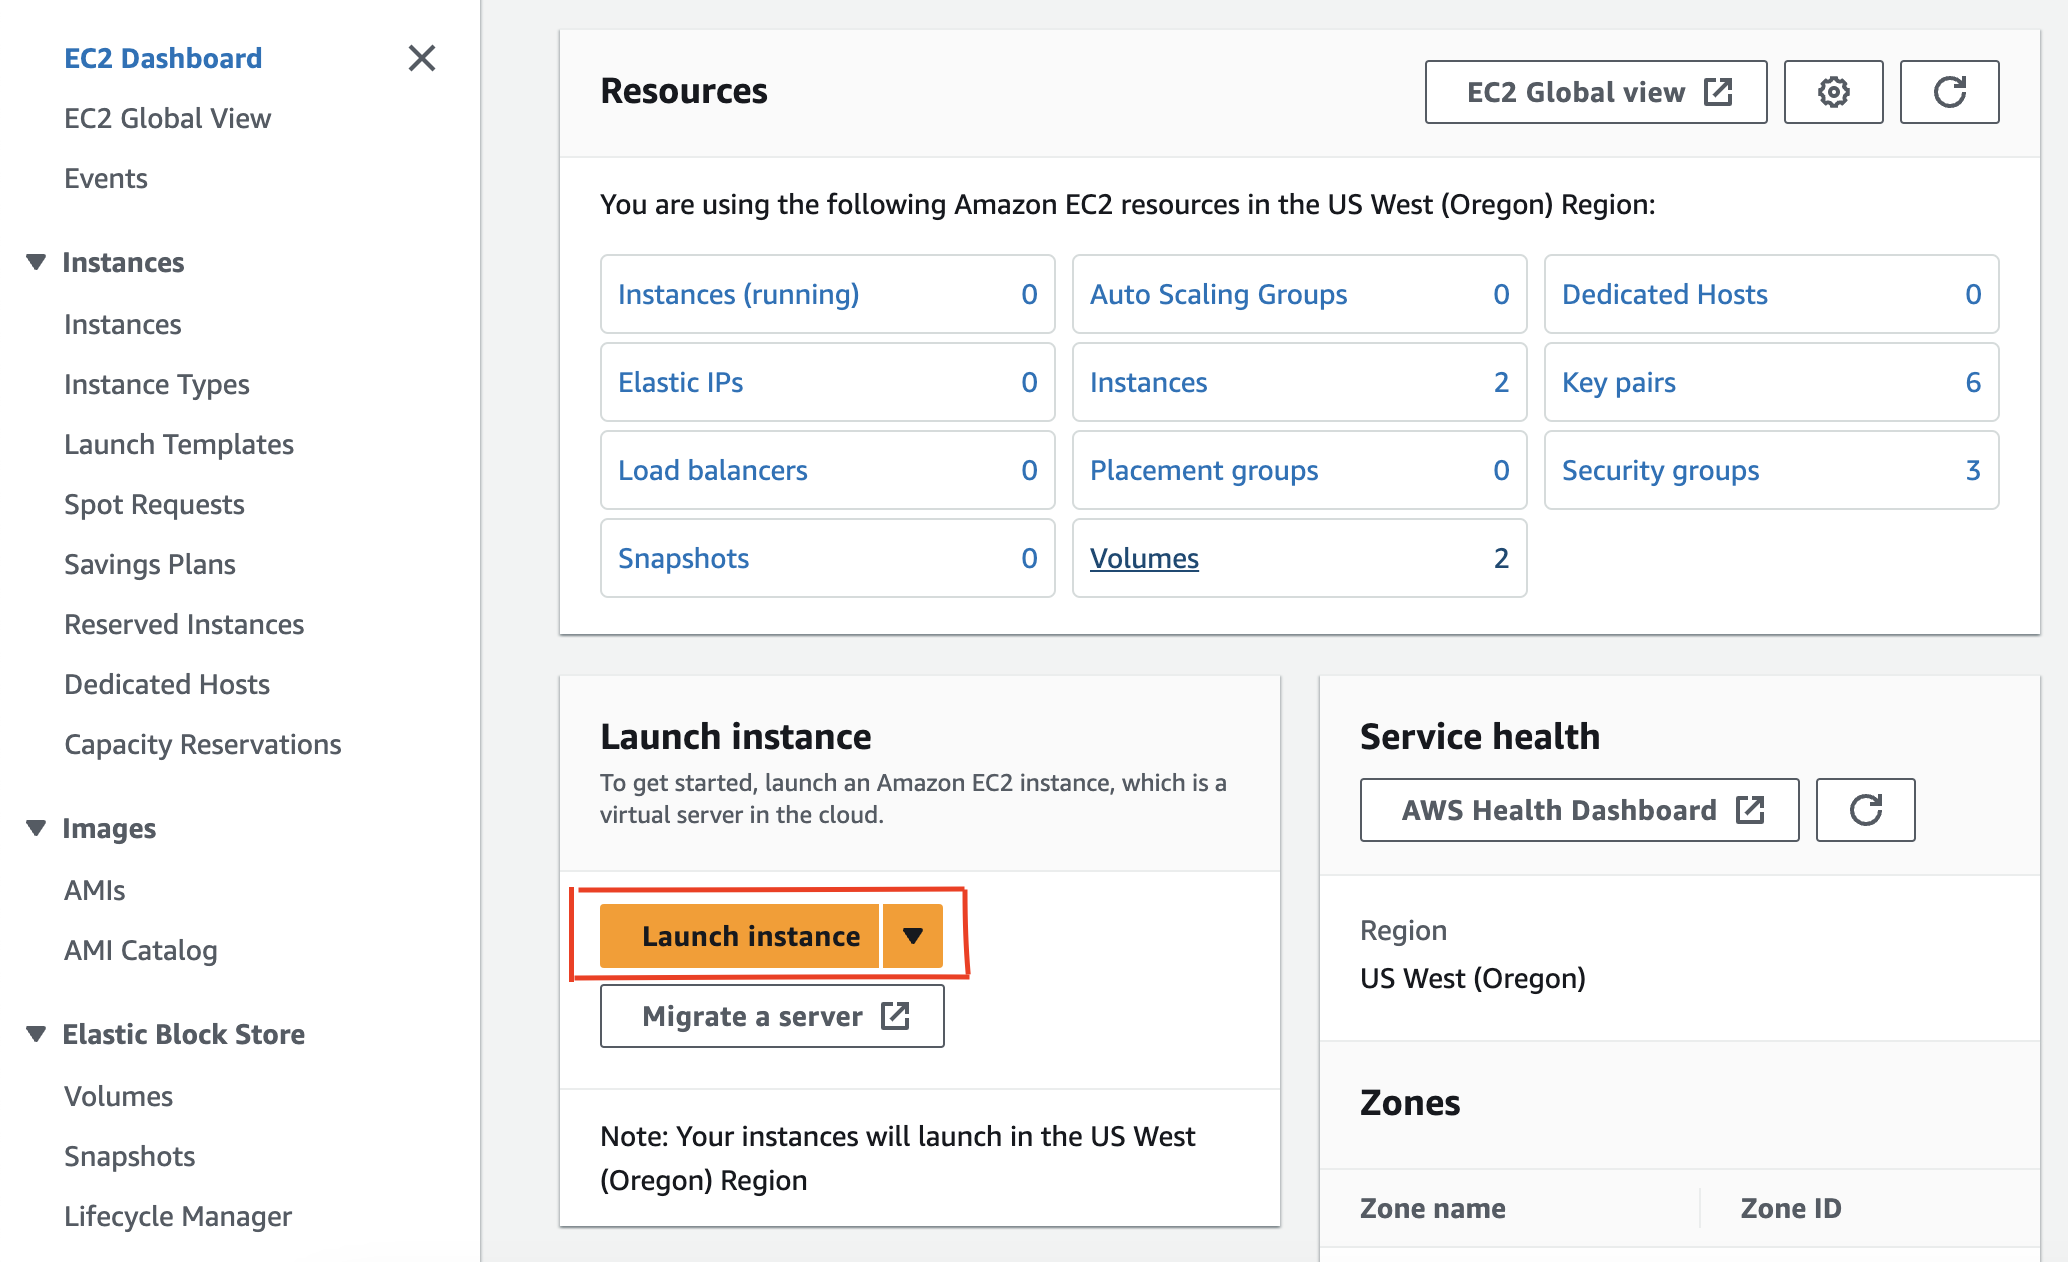 EC2 Dashboard
EC2 Global View
Events
Instances
Instances
Instance Types
Launch Templates
Spot Requests
Savings Plans
Reserved Instances
Dedicated Hosts
Capacity Reservations
Images
AMIs
AMI Catalog
Elastic Block Store
Volumes
Snapshots
Lifecycle Manager
Resources
EC2 Global view
You are using the following Amazon EC2 resources in the US West (Oregon) Region:
Instances (running) 0
Auto Scaling Groups 0
Dedicated Hosts 0
Elastic IPs 0
Instances 2
Key pairs 6
Load balancers 0
Placement groups 0
Security groups 3
Snapshots 0
Volumes 2
Launch instance
To get started, launch an Amazon EC2 instance, which is a
virtual server in the cloud.
Launch instance
Migrate a server
Note: Your instances will launch in the US West
(Oregon) Region
Service health
AWS Health Dashboard
Region
US West (Oregon)
Zones
Zone name
Zone ID